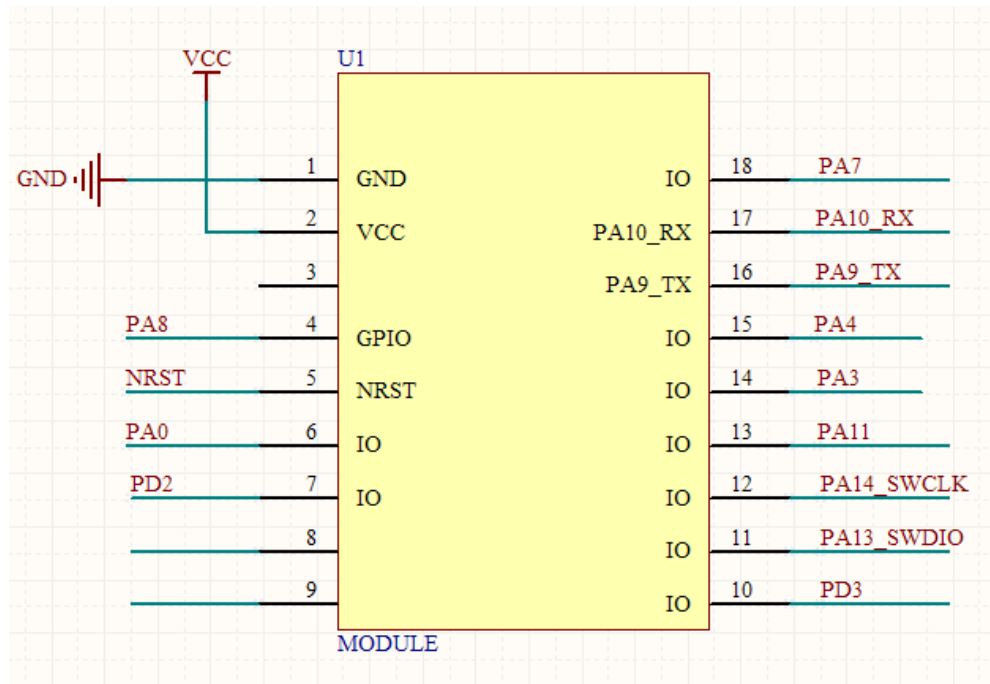 VCC
U1
GND
1 GND
IO 18 PA7
2 VCC
PA10_RX 17 PA10_RX
3
PA9_TX 16 PA9_TX
PA8 4 GPIO
IO 15 PA4
NRST 5 NRST
IO 14 PA3
PA0 6 IO
IO 13 PA11
PD2 7 IO
IO 12 PA14_SWCLK
8
IO 11 PA13_SWDIO
9
IO 10 PD3
MODULE